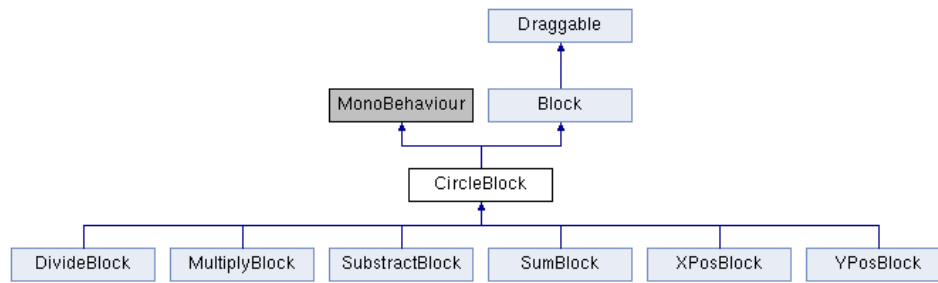 Draggable
MonoBehaviour Block
CircleBlock
DivideBlock MultiplyBlock SubstractBlock SumBlock XPosBlock YPosBlock